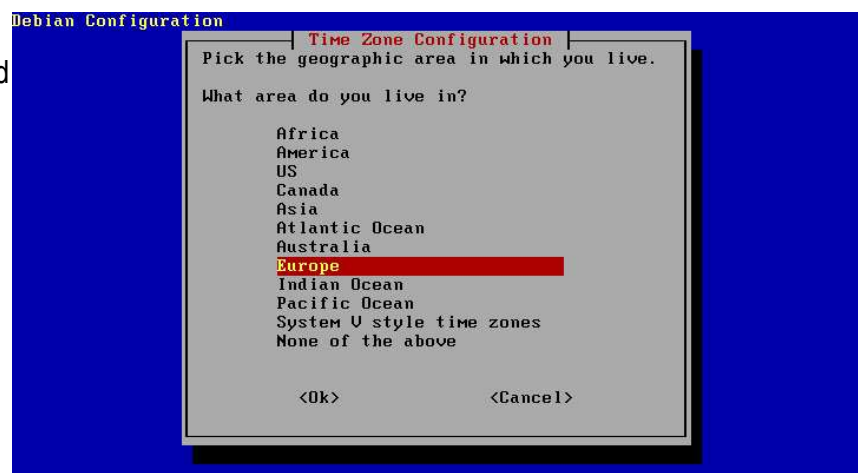 Debian Configuration
Time Zone Configuration
Pick the geographic area in which you live.
d
What area do you live in?
Africa
America
US
Canada
Asia
Atlantic Ocean
Australia
Europe
Indian Ocean
Pacific Ocean
System V style time zones
None of the above
<Ok> <Cancel>